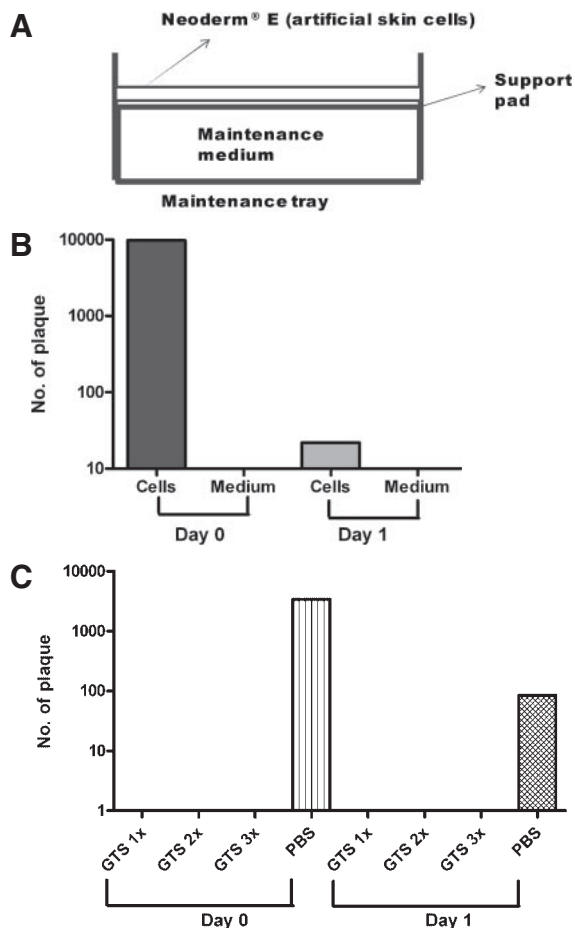 A
Neoderm® E (artificial skin cells)
Support
pad
Maintenance
medium
Maintenance tray
B
No. of plaque
10000
1000
100
10
Cells
Medium
Cells
Medium
Day 0
Day 1
C
No. of plaque
10000
1000
100
10
1
GTS 1x
GTS 2x
GTS 3x
PBS
GTS 1x
GTS 2x
GTS 3x
PBS
Day 0
Day 1